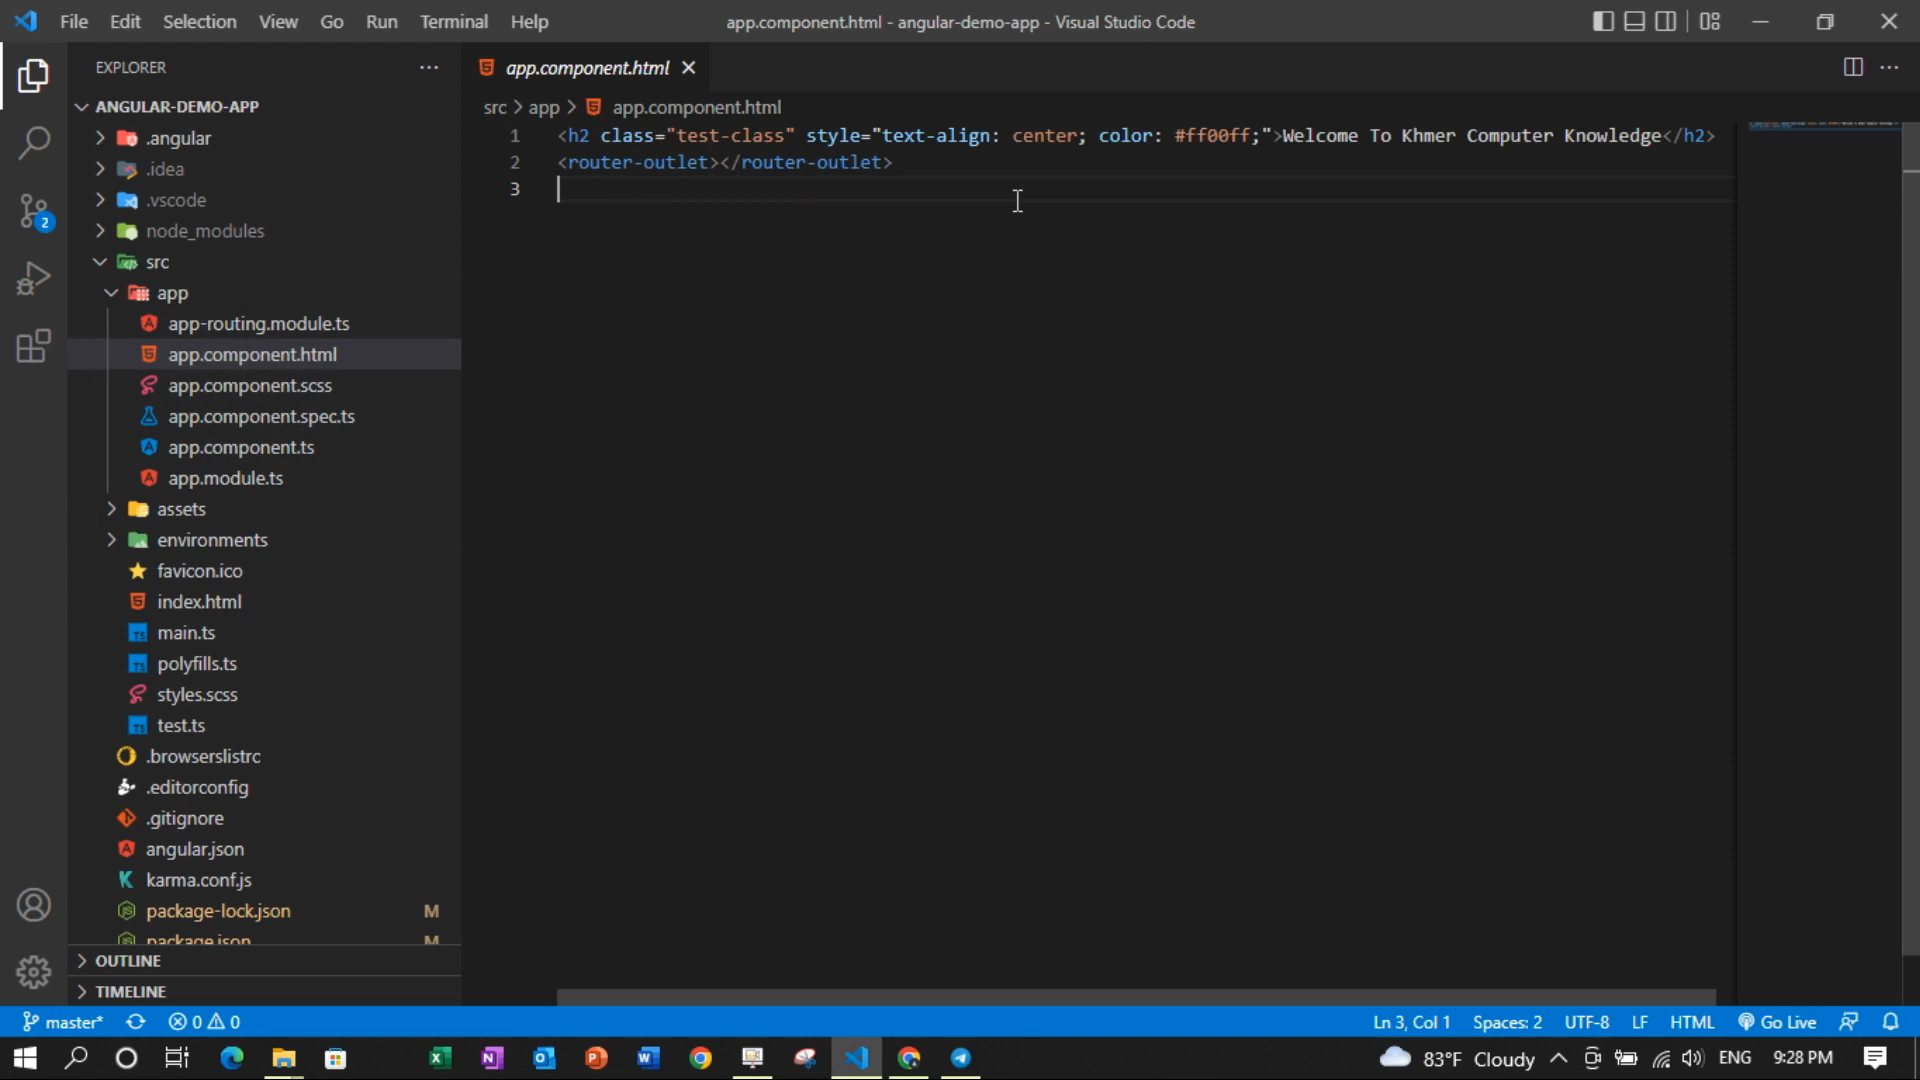 File Edit Selection View Go Run Terminal Help
app.component.html - angular-demo-app - Visual Studio Code
EXPLORER
ANGULAR-DEMO-APP
.angular
.idea
.vscode
node_modules
src
app
app-routing.module.ts
app.component.html
app.component.scss
app.component.spec.ts
app.component.ts
app.module.ts
assets
environments
favicon.ico
index.html
main.ts
polyfills.ts
styles.scss
test.ts
.browserslistrc
.editorconfig
.gitignore
angular.json
karma.conf.js
package-lock.json M
package.json M
OUTLINE
TIMELINE
app.component.html
src > app > app.component.html
1 <h2 class="test-class" style="text-align: center; color: #ff00ff;">Welcome To Khmer Computer Knowledge</h2>
2 <router-outlet></router-outlet>
3
2
master* 0 0 Ln 3, Col 1 Spaces: 2 UTF-8 LF HTML Go Live
83°F Cloudy ENG 9:28 PM